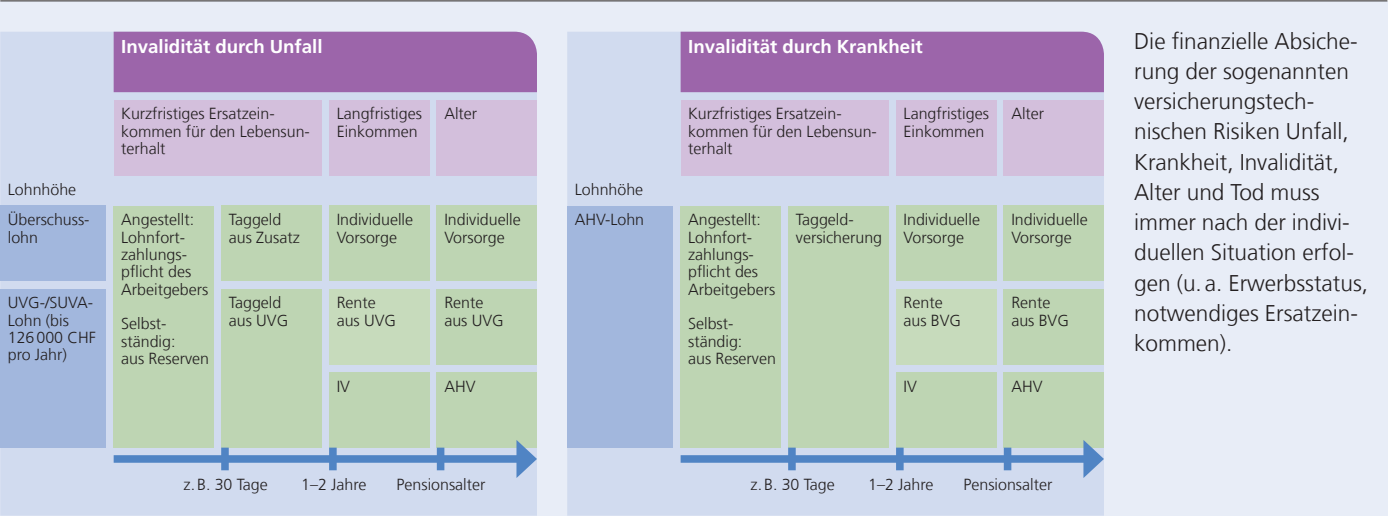 Invalidität durch Unfall
Kurzfristiges Ersatzein-
kommen für den Lebensun-
terhalt
Langfristiges
Einkommen
Alter
Lohnhöhe
Überschuss-
lohn
Angestellt:
Lohnfort-
zahlungs-
pflicht des
Arbeitgebers
Selbst-
ständig:
aus Reserven
Taggeld
aus Zusatz
Individuelle
Vorsorge
Individuelle
Vorsorge
UVG-/SUVA-
Lohn (bis
126 000 CHF
pro Jahr)
Taggeld
aus UVG
Rente
aus UVG
Rente
aus UVG
IV
AHV
z. B. 30 Tage
1–2 Jahre
Pensionsalter
Invalidität durch Krankheit
Kurzfristiges Ersatzein-
kommen für den Lebensun-
terhalt
Langfristiges
Einkommen
Alter
Lohnhöhe
AHV-Lohn
Angestellt:
Lohnfort-
zahlungs-
pflicht des
Arbeitgebers
Selbst-
ständig:
aus Reserven
Taggeld-
versicherung
Individuelle
Vorsorge
Individuelle
Vorsorge
Rente
aus BVG
Rente
aus BVG
IV
AHV
z. B. 30 Tage
1–2 Jahre
Pensionsalter
Die finanzielle Absiche-
rung der sogenannten
versicherungstech-
nischen Risiken Unfall,
Krankheit, Invalidität,
Alter und Tod muss
immer nach der indivi-
duellen Situation erfol-
gen (u. a. Erwerbsstatus,
notwendiges Ersatzein-
kommen).